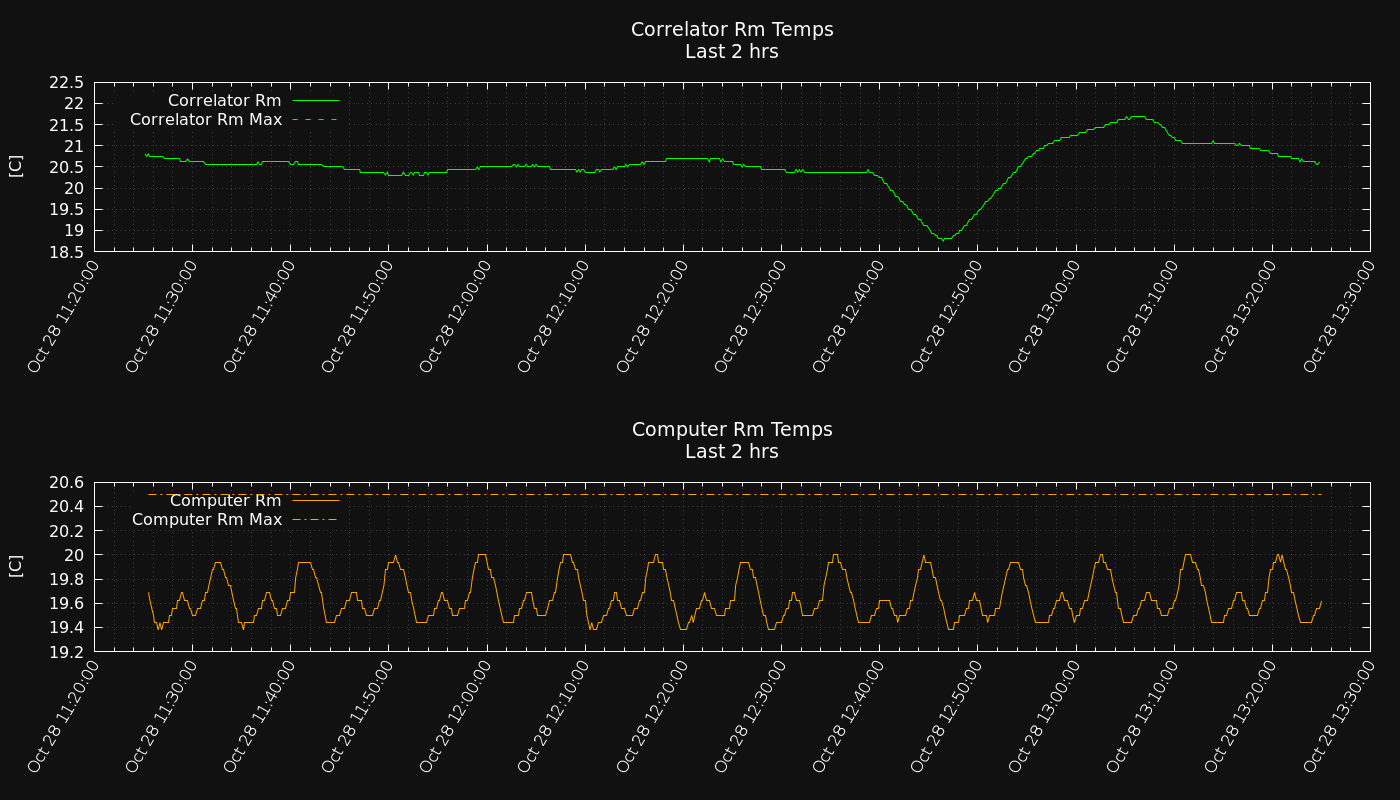 Correlator Rm Temps
Last 2 hrs
22.5
22
21.5
21
20.5
20
19.5
19
18.5
[C]
Correlator Rm
Correlator Rm Max
Oct 28 11:20:00
Oct 28 11:30:00
Oct 28 11:40:00
Oct 28 11:50:00
Oct 28 12:00:00
Oct 28 12:10:00
Oct 28 12:20:00
Oct 28 12:30:00
Oct 28 12:40:00
Oct 28 12:50:00
Oct 28 13:00:00
Oct 28 13:10:00
Oct 28 13:20:00
Oct 28 13:30:00
Computer Rm Temps
Last 2 hrs
20.6
20.4
20.2
20
19.8
19.6
19.4
19.2
[C]
Computer Rm
Computer Rm Max
Oct 28 11:20:00
Oct 28 11:30:00
Oct 28 11:40:00
Oct 28 11:50:00
Oct 28 12:00:00
Oct 28 12:10:00
Oct 28 12:20:00
Oct 28 12:30:00
Oct 28 12:40:00
Oct 28 12:50:00
Oct 28 13:00:00
Oct 28 13:10:00
Oct 28 13:20:00
Oct 28 13:30:00